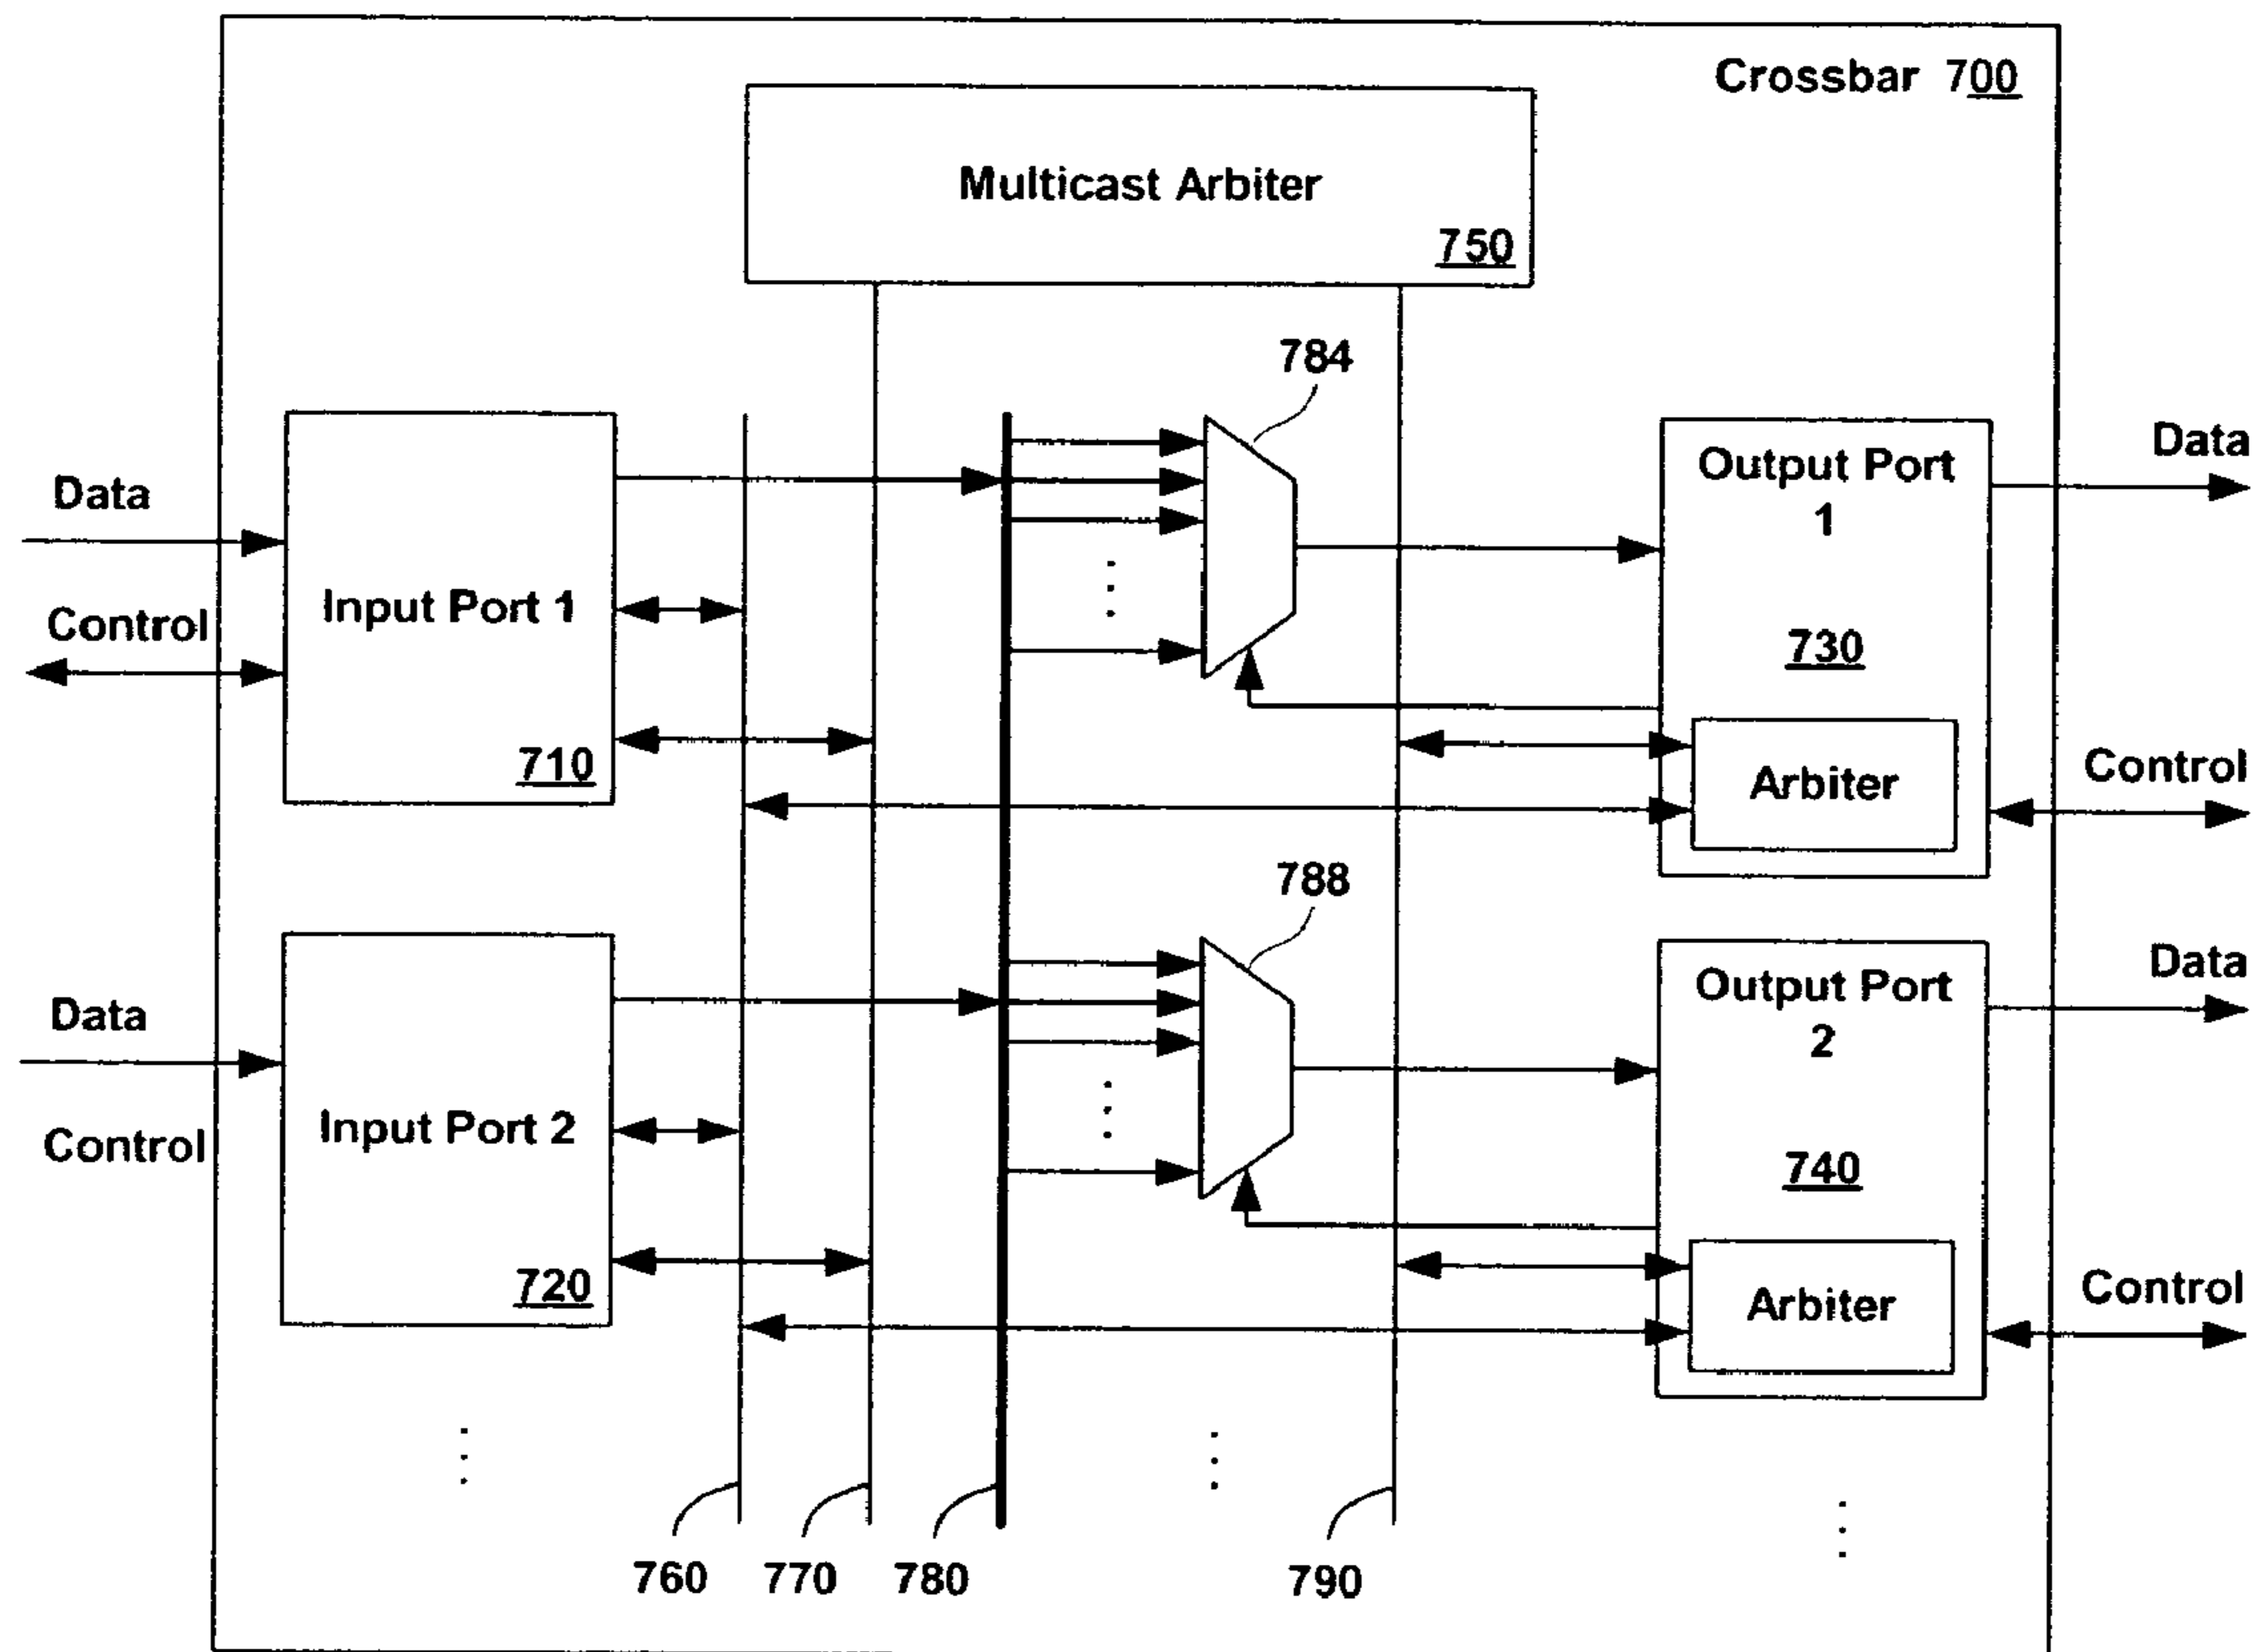 Crossbar 700
Multicast Arbiter
750
784
Data
Control
Input Port 1
710
Output Port
1
730
Arbiter
Data
Control
788
Data
Control
Input Port 2
720
Output Port
2
740
Arbiter
Data
Control
760
770
780
790